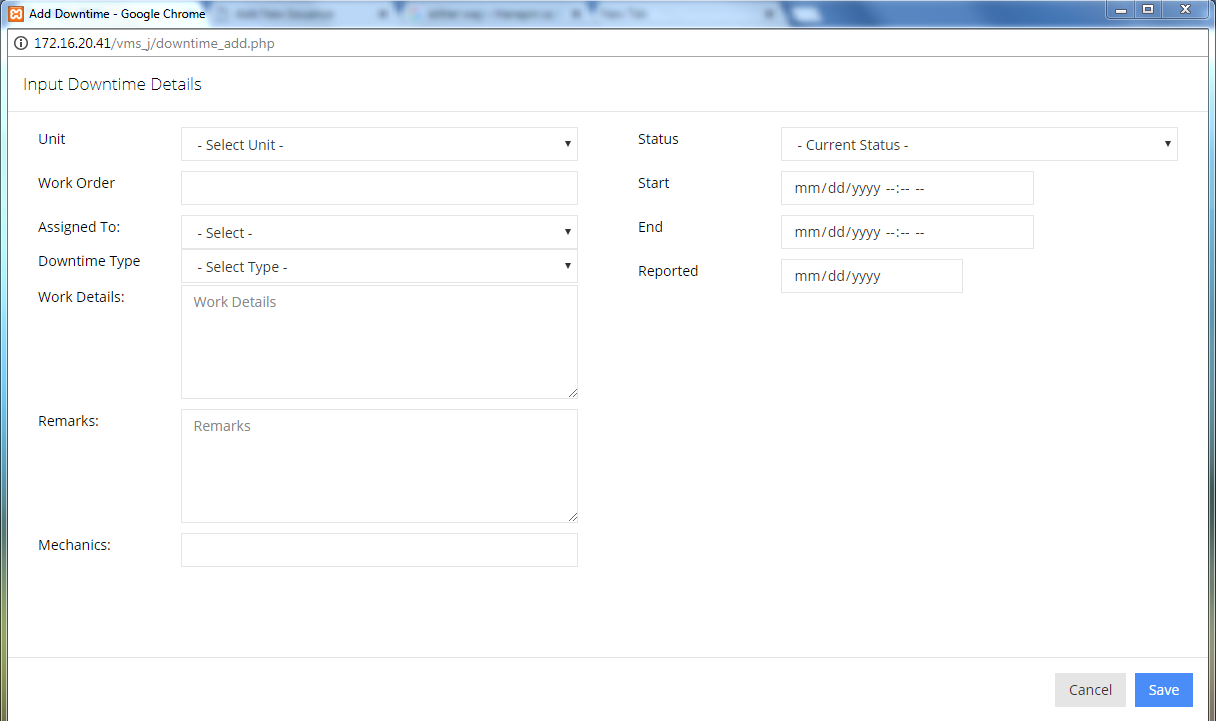 Add Downtime - Google Chrome
172.16.20.41/vms_j/downtime_add.php
Input Downtime Details
Unit
- Select Unit -
Work Order
Assigned To:
- Select -
Downtime Type
- Select Type -
Work Details:
Work Details
Remarks:
Remarks
Mechanics:
Status
- Current Status -
Start
mm/dd/yyyy --:-- --
End
mm/dd/yyyy --:-- --
Reported
mm/dd/yyyy
Cancel
Save